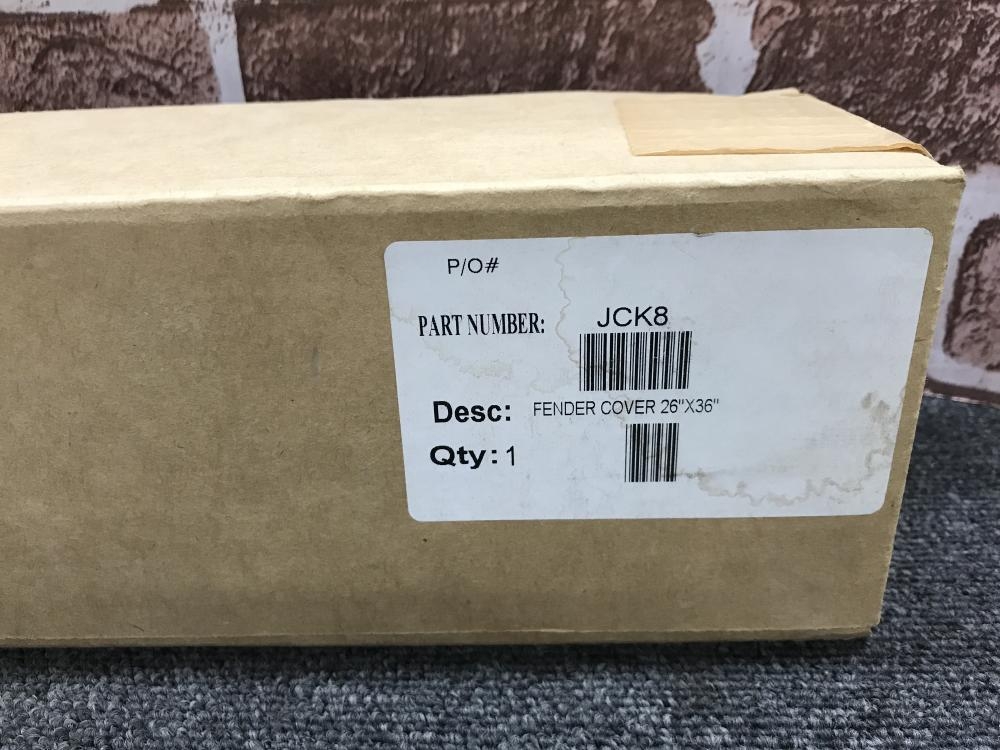 P/O#
PART NUMBER: JCK8
Desc: FENDER COVER 26"X36"
Qty: 1